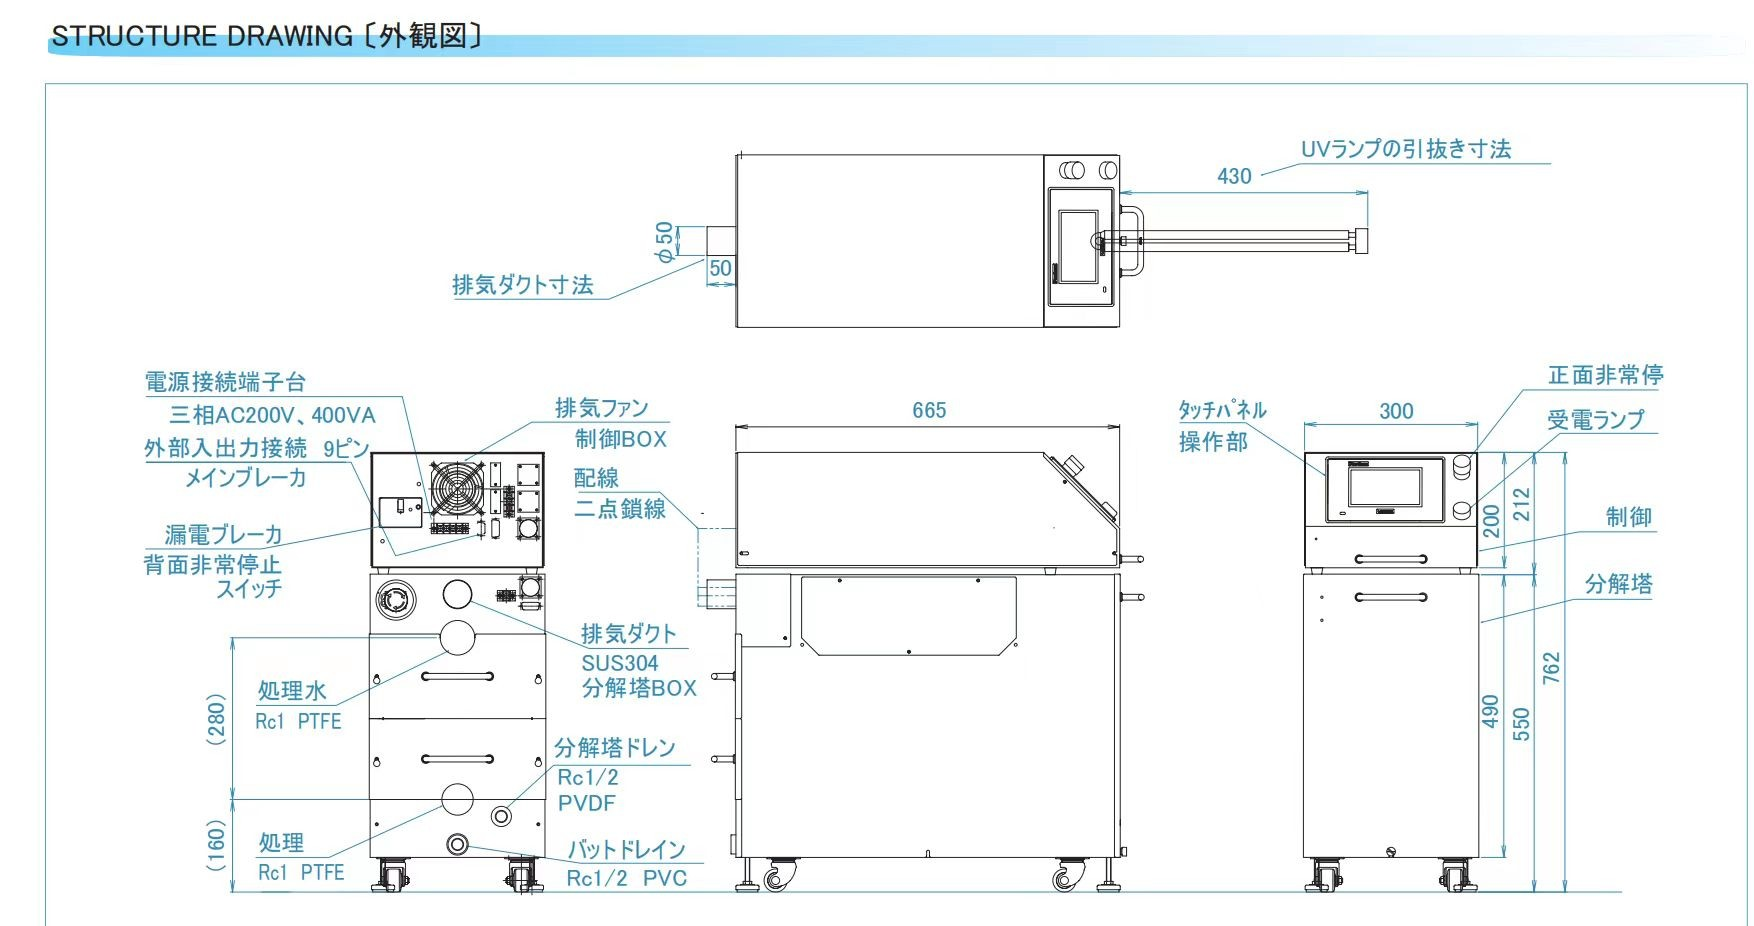 STRUCTURE DRAWING〔外観図〕
UVランプの引抜き寸法
430
φ50
50
排気ダクト寸法
電源接続端子台
三相AC200V、400VA
外部入出力接続 9ピン
メインブレーカ
漏電ブレーカ
背面非常停止
スイッチ
排気ファン
制御BOX
配線
二点鎖線
665
タッチパネル
操作部
300
正面非常停
受電ランプ
200
212
制御
分解塔
762
490
550
排気ダクト
SUS304
分解塔BOX
処理水
Rc1 PTFE
(280)
分解塔ドレン
Rc1/2
PVDF
処理
Rc1 PTFE
(160)
バットドレイン
Rc1/2 PVC